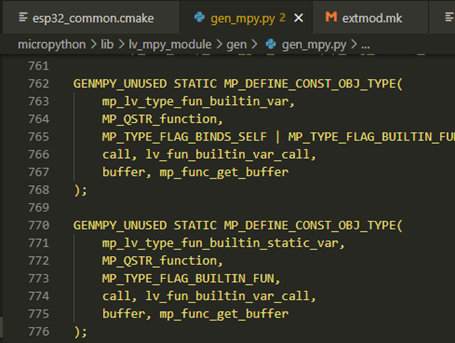 esp32_common.cmake gen_mpy.py 2 × extmod.mk
micropython > lib > lv_mpy_module > gen > gen_mpy.py > ...
761
762 GENMPY_UNUSED STATIC MP_DEFINE_CONST_OBJ_TYPE(
763 mp_lv_type_fun_builtin_var,
764 MP_QSTR_function,
765 MP_TYPE_FLAG_BINDS_SELF | MP_TYPE_FLAG_BUILTIN_FU
766 call, lv_fun_builtin_var_call,
767 buffer, mp_func_get_buffer
768 );
769
770 GENMPY_UNUSED STATIC MP_DEFINE_CONST_OBJ_TYPE(
771 mp_lv_type_fun_builtin_static_var,
772 MP_QSTR_function,
773 MP_TYPE_FLAG_BUILTIN_FUN,
774 call, lv_fun_builtin_var_call,
775 buffer, mp_func_get_buffer
776 );